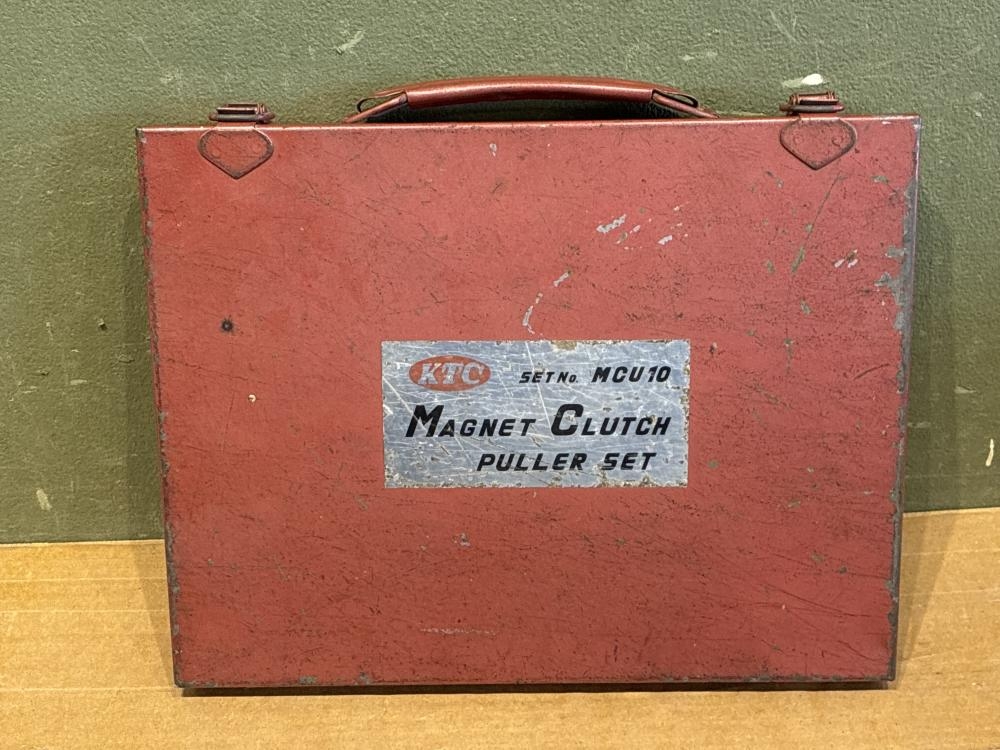 KTC SET No. MCU10
MAGNET CLUTCH
PULLER SET